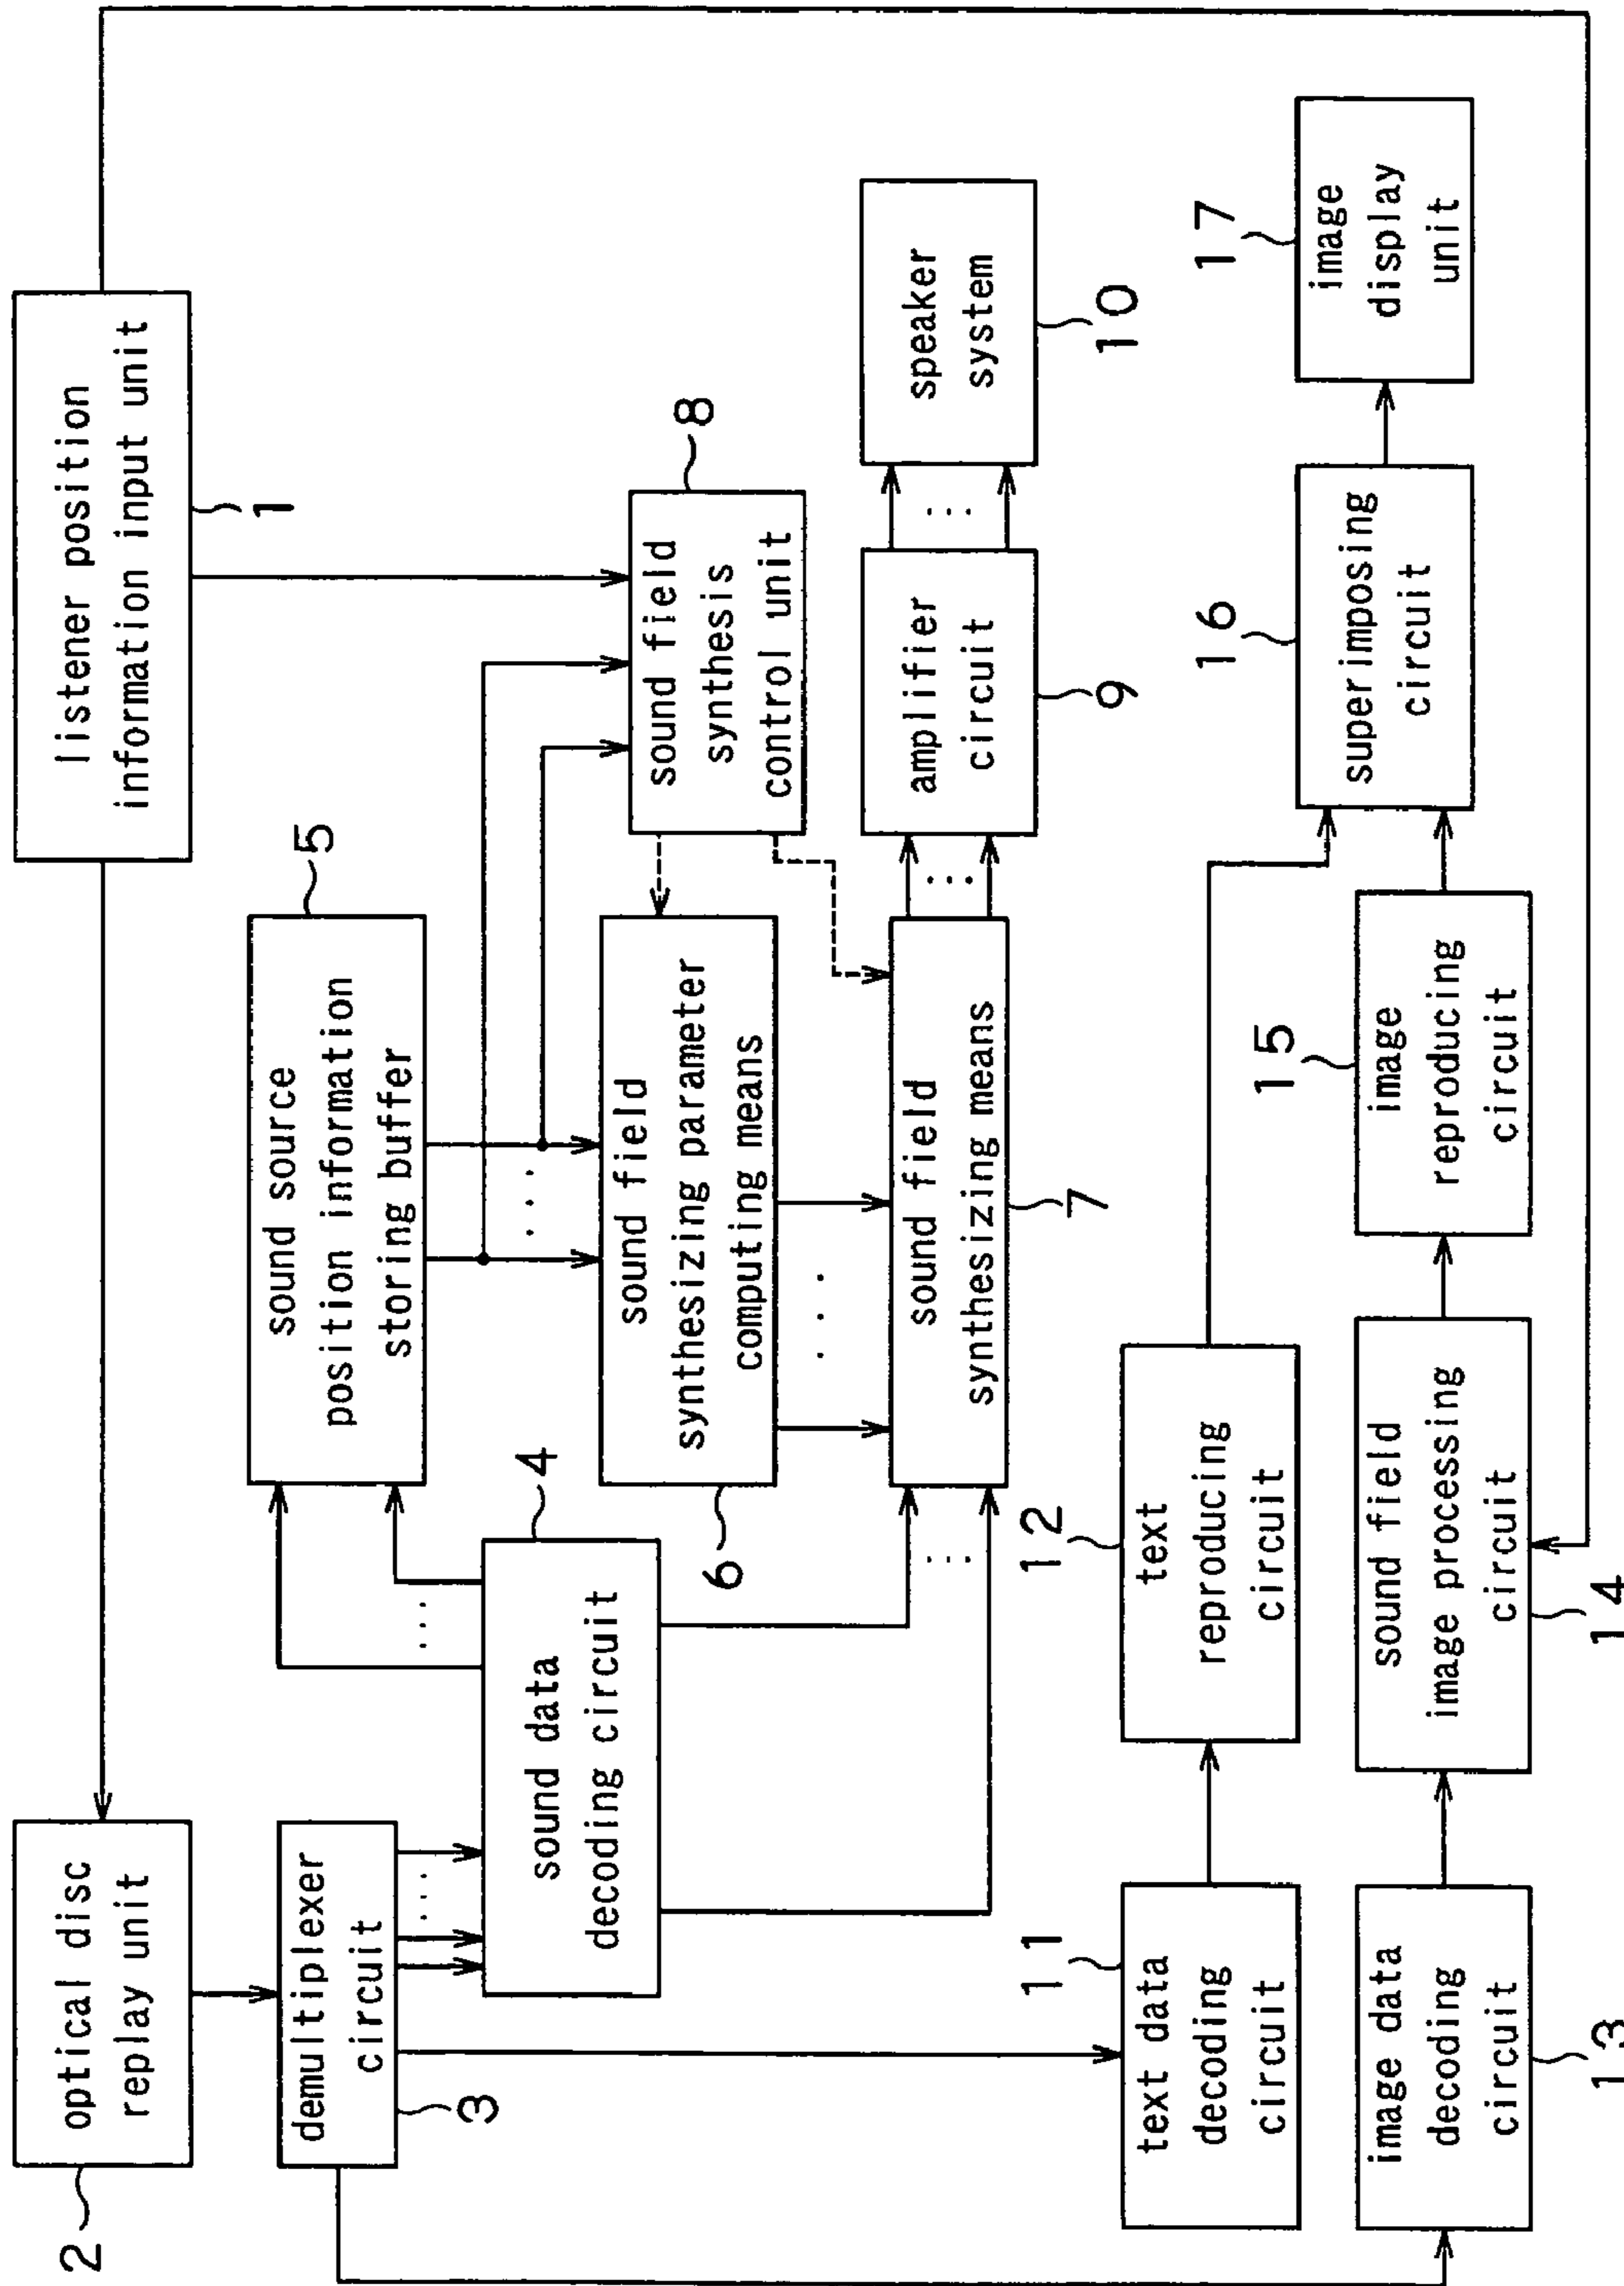 listener position
information input unit
1
optical disc
replay unit
2
demultiplexer
circuit
3
sound data
decoding circuit
4
sound source
position information
storing buffer
5
sound field
synthesizing parameter
computing means
6
sound field
synthesizing means
7
sound field
synthesis
control unit
8
amplifier
circuit
9
speaker
system
10
text data
decoding
circuit
11
text
reproducing
circuit
12
image data
decoding
circuit
13
sound field
image processing
circuit
14
image
reproducing
circuit
15
superimposing
circuit
16
image
display
unit
17